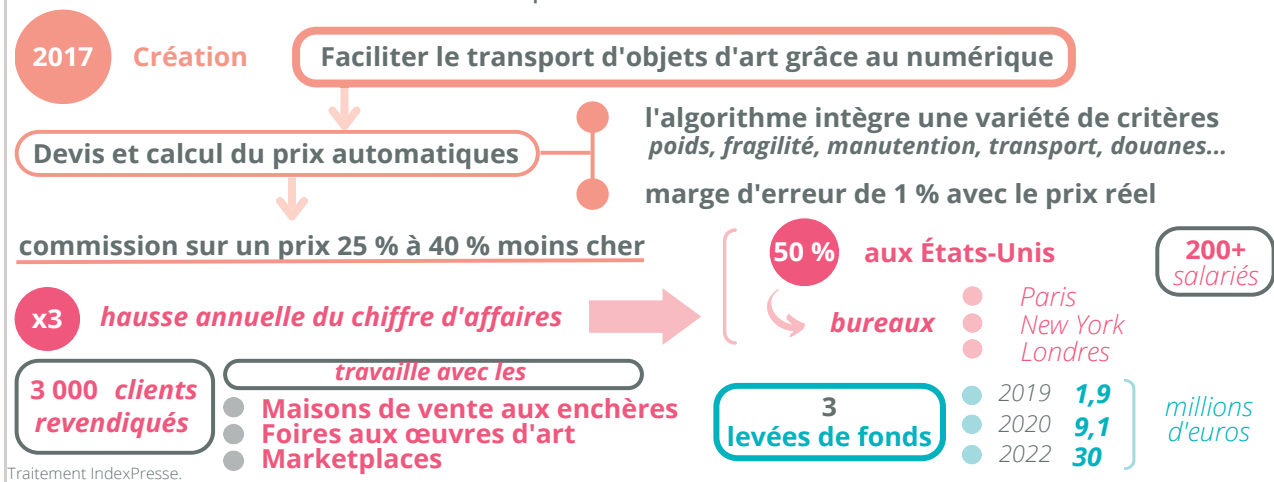 2017
Création
Faciliter le transport d'objets d'art grâce au numérique
Devis et calcul du prix automatiques
l'algorithme intègre une variété de critères
poids, fragilité, manutention, transport, douanes...
marge d'erreur de 1 % avec le prix réel
commission sur un prix 25 % à 40 % moins cher
x3
hausse annuelle du chiffre d'affaires
50 %
aux États-Unis
bureaux
Paris
New York
Londres
200+
salariés
3 000 clients
revendiqués
travaille avec les
Maisons de vente aux enchères
Foires aux œuvres d'art
Marketplaces
3
levées de fonds
2019 1,9
2020 9,1
2022 30
millions
d'euros
Traitement IndexPresse.